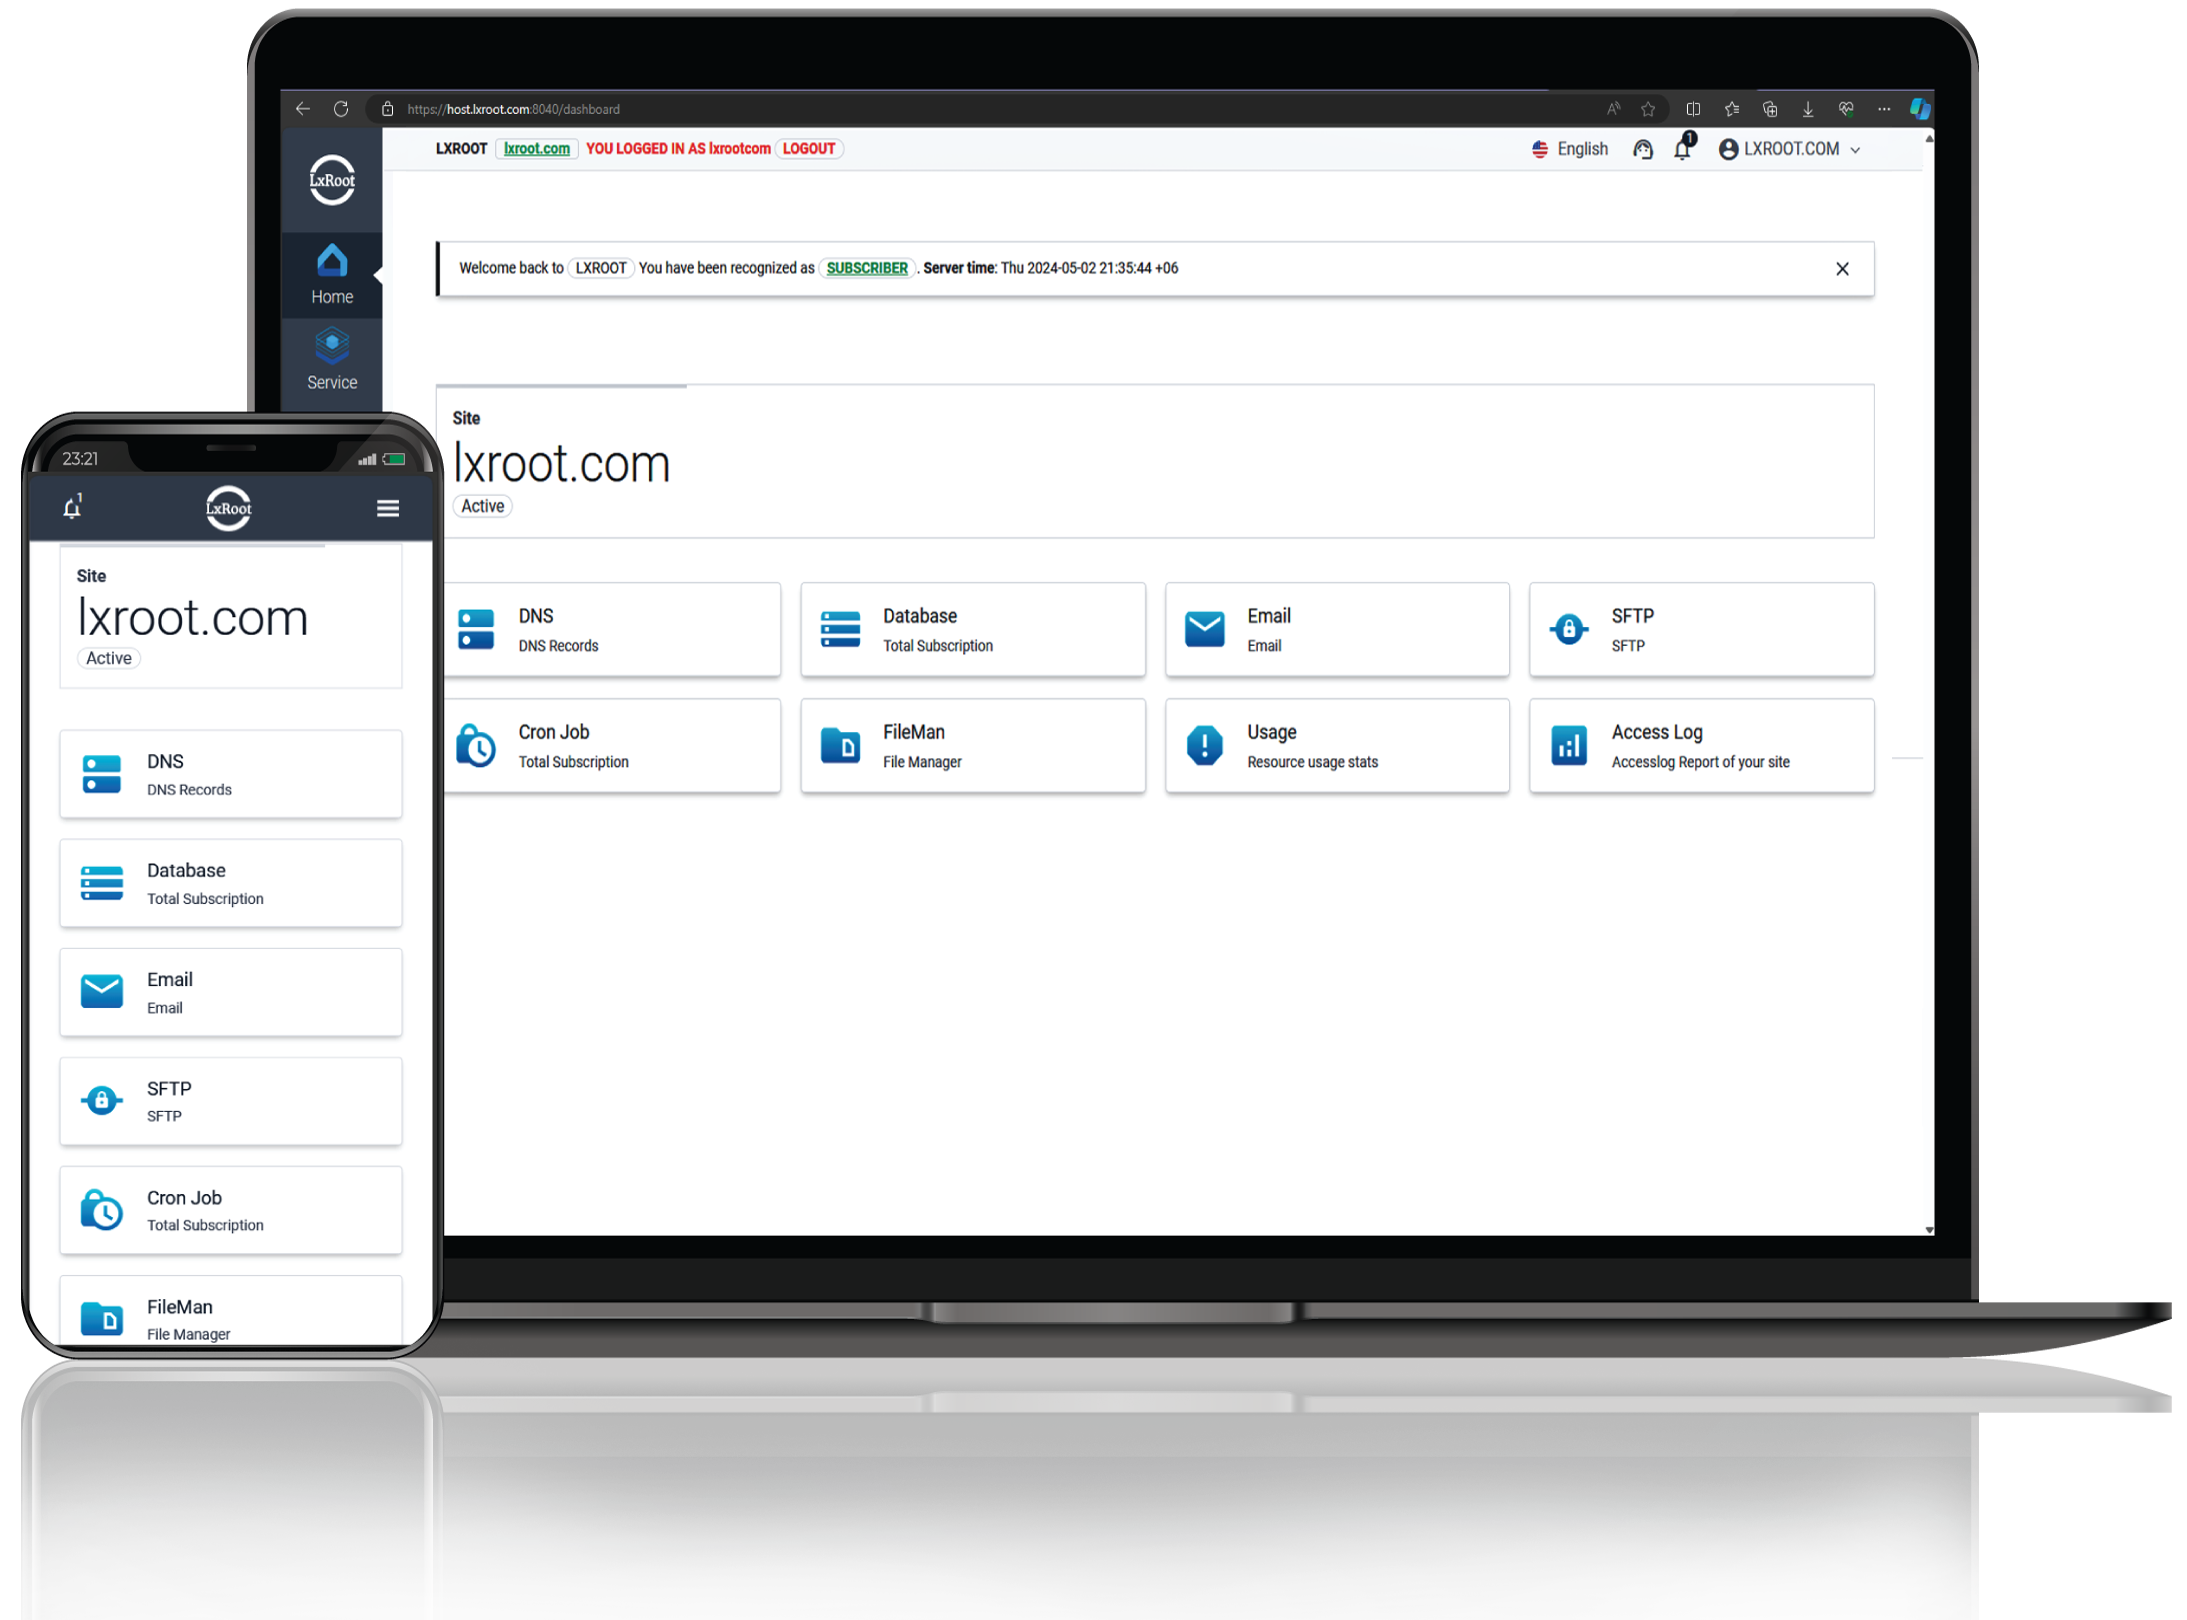 https://host.lxroot.com:8040/dashboard
LxRoot
LXROOT lxroot.com YOU LOGGED IN AS lxrootcom LOGOUT
English 1 LXROOT.COM
Home
Service
Welcome back to LXROOT You have been recognized as SUBSCRIBER. Server time: Thu 2024-05-02 21:35:44 +06
Site
lxroot.com
Active
DNS
DNS Records
Database
Total Subscription
Email
Email
SFTP
SFTP
Cron Job
Total Subscription
FileMan
File Manager
Usage
Resource usage stats
Access Log
Accesslog Report of your site
23:21
1
LxRoot
Site
lxroot.com
Active
DNS
DNS Records
Database
Total Subscription
Email
Email
SFTP
SFTP
Cron Job
Total Subscription
FileMan
File Manager